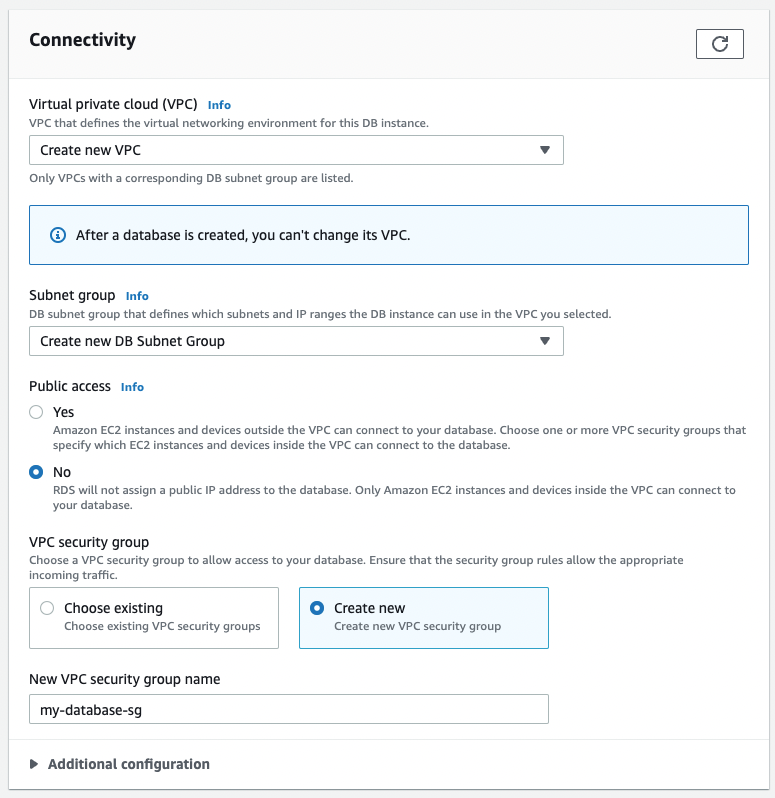 Connectivity
Virtual private cloud (VPC) Info
VPC that defines the virtual networking environment for this DB instance.
Create new VPC
Only VPCs with a corresponding DB subnet group are listed.
After a database is created, you can't change its VPC.
Subnet group Info
DB subnet group that defines which subnets and IP ranges the DB instance can use in the VPC you selected.
Create new DB Subnet Group
Public access Info
Yes
Amazon EC2 instances and devices outside the VPC can connect to your database. Choose one or more VPC security groups that
specify which EC2 instances and devices inside the VPC can connect to the database.
No
RDS will not assign a public IP address to the database. Only Amazon EC2 instances and devices inside the VPC can connect to
your database.
VPC security group
Choose a VPC security group to allow access to your database. Ensure that the security group rules allow the appropriate
incoming traffic.
Choose existing
Choose existing VPC security groups
Create new
Create new VPC security group
New VPC security group name
my-database-sg
Additional configuration